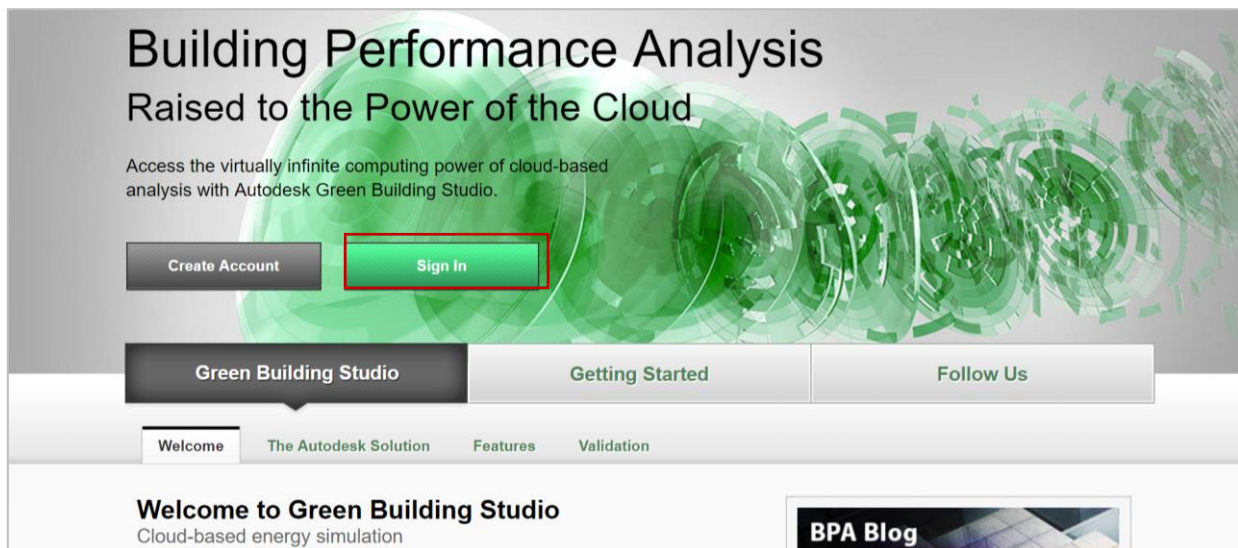 Building Performance Analysis
Raised to the Power of the Cloud
Access the virtually infinite computing power of cloud-based
analysis with Autodesk Green Building Studio.
Create Account
Sign In
Green Building Studio
Getting Started
Follow Us
Welcome
The Autodesk Solution
Features
Validation
Welcome to Green Building Studio
Cloud-based energy simulation
BPA Blog